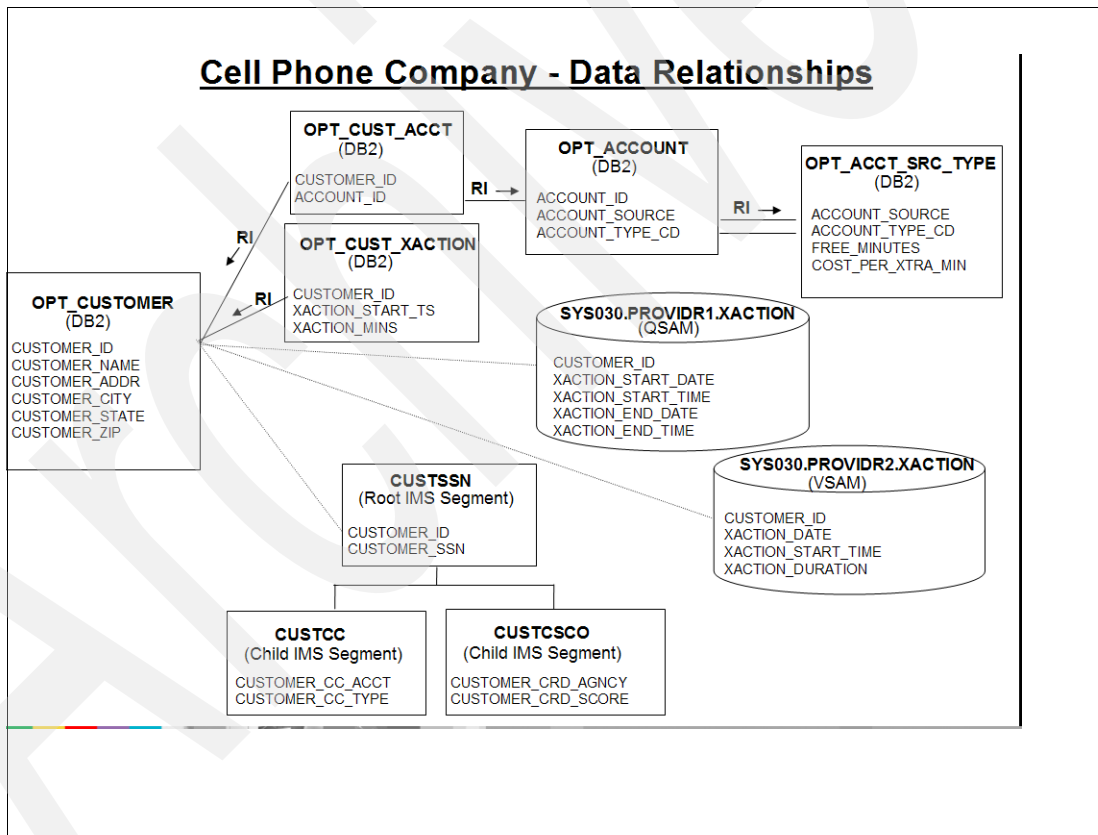 Cell Phone Company - Data Relationships
OPT_CUST_ACCT
(DB2)
CUSTOMER_ID
ACCOUNT_ID
RI
OPT_ACCOUNT
(DB2)
ACCOUNT_ID
ACCOUNT_SOURCE
ACCOUNT_TYPE_CD
RI
OPT_ACCT_SRC_TYPE
(DB2)
ACCOUNT_SOURCE
ACCOUNT_TYPE_CD
FREE_MINUTES
COST_PER_XTRA_MIN
RI
OPT_CUST_XACTION
(DB2)
CUSTOMER_ID
XACTION_START_TS
XACTION_MINS
RI
OPT_CUSTOMER
(DB2)
CUSTOMER_ID
CUSTOMER_NAME
CUSTOMER_ADDR
CUSTOMER_CITY
CUSTOMER_STATE
CUSTOMER_ZIP
SYS030.PROVIDR1.XACTION
(QSAM)
CUSTOMER_ID
XACTION_START_DATE
XACTION_START_TIME
XACTION_END_DATE
XACTION_END_TIME
SYS030.PROVIDR2.XACTION
(VSAM)
CUSTOMER_ID
XACTION_DATE
XACTION_START_TIME
XACTION_DURATION
CUSTSSN
(Root IMS Segment)
CUSTOMER_ID
CUSTOMER_SSN
CUSTCC
(Child IMS Segment)
CUSTOMER_CC_ACCT
CUSTOMER_CC_TYPE
CUSTCSCO
(Child IMS Segment)
CUSTOMER_CRD_AGNCY
CUSTOMER_CRD_SCORE